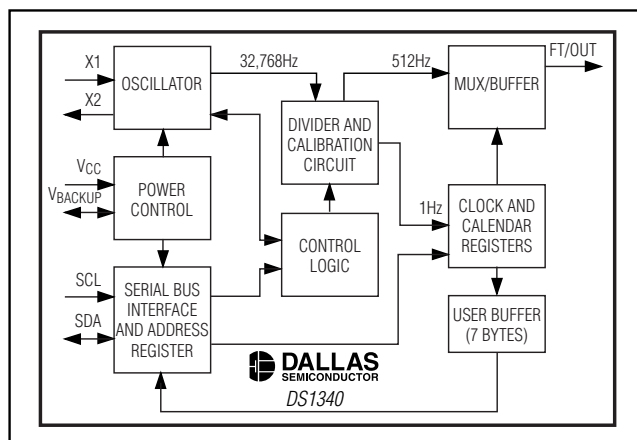 X1
X2
OSCILLATOR
32,768Hz
512Hz
MUX/BUFFER
FT/OUT
DIVIDER AND
CALIBRATION
CIRCUIT
VCC
VBACKUP
POWER
CONTROL
1Hz
CLOCK AND
CALENDAR
REGISTERS
CONTROL
LOGIC
SCL
SDA
SERIAL BUS
INTERFACE
AND ADDRESS
REGISTER
USER BUFFER
(7 BYTES)
DALLAS
SEMICONDUCTOR
DS1340